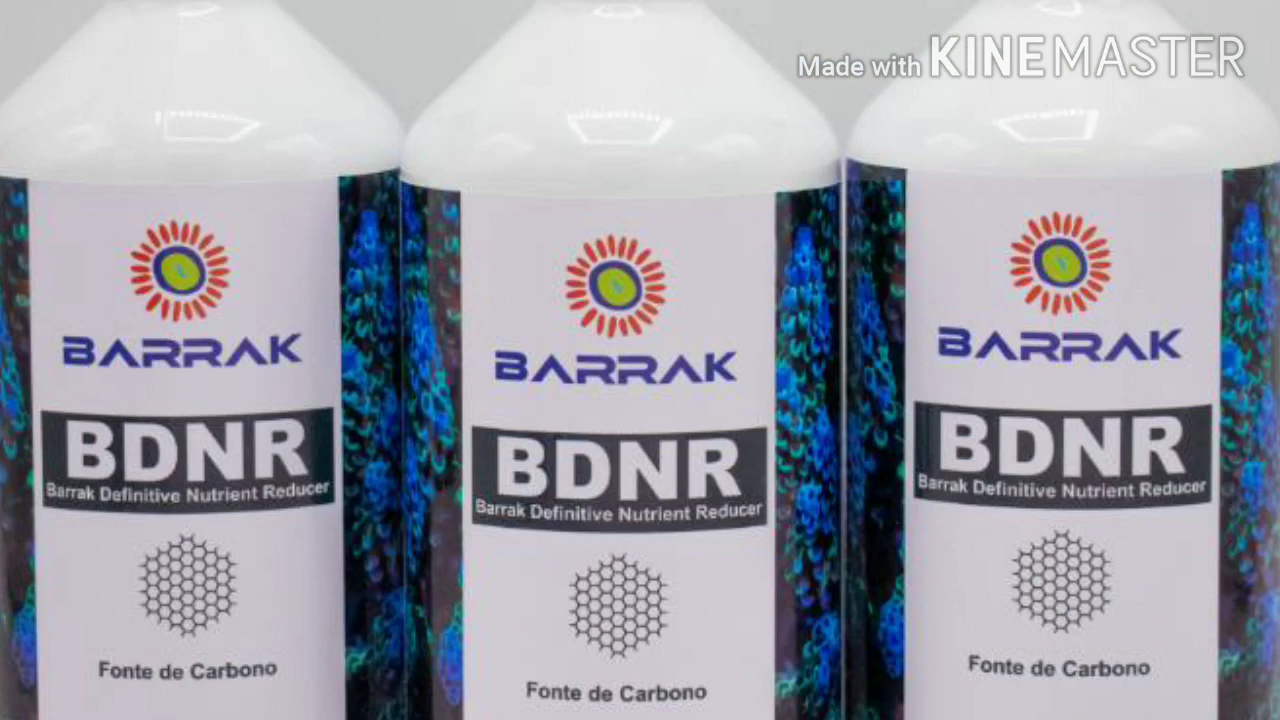 Made with KINEMASTER
BARRAK
BDNR
Barrak Definitive Nutrient Reducer
Fonte de Carbono
BARRAK
BDNR
Barrak Definitive Nutrient Reducer
Fonte de Carbono
BARRAK
BDNR
Barrak Definitive Nutrient Reducer
Fonte de Carbono